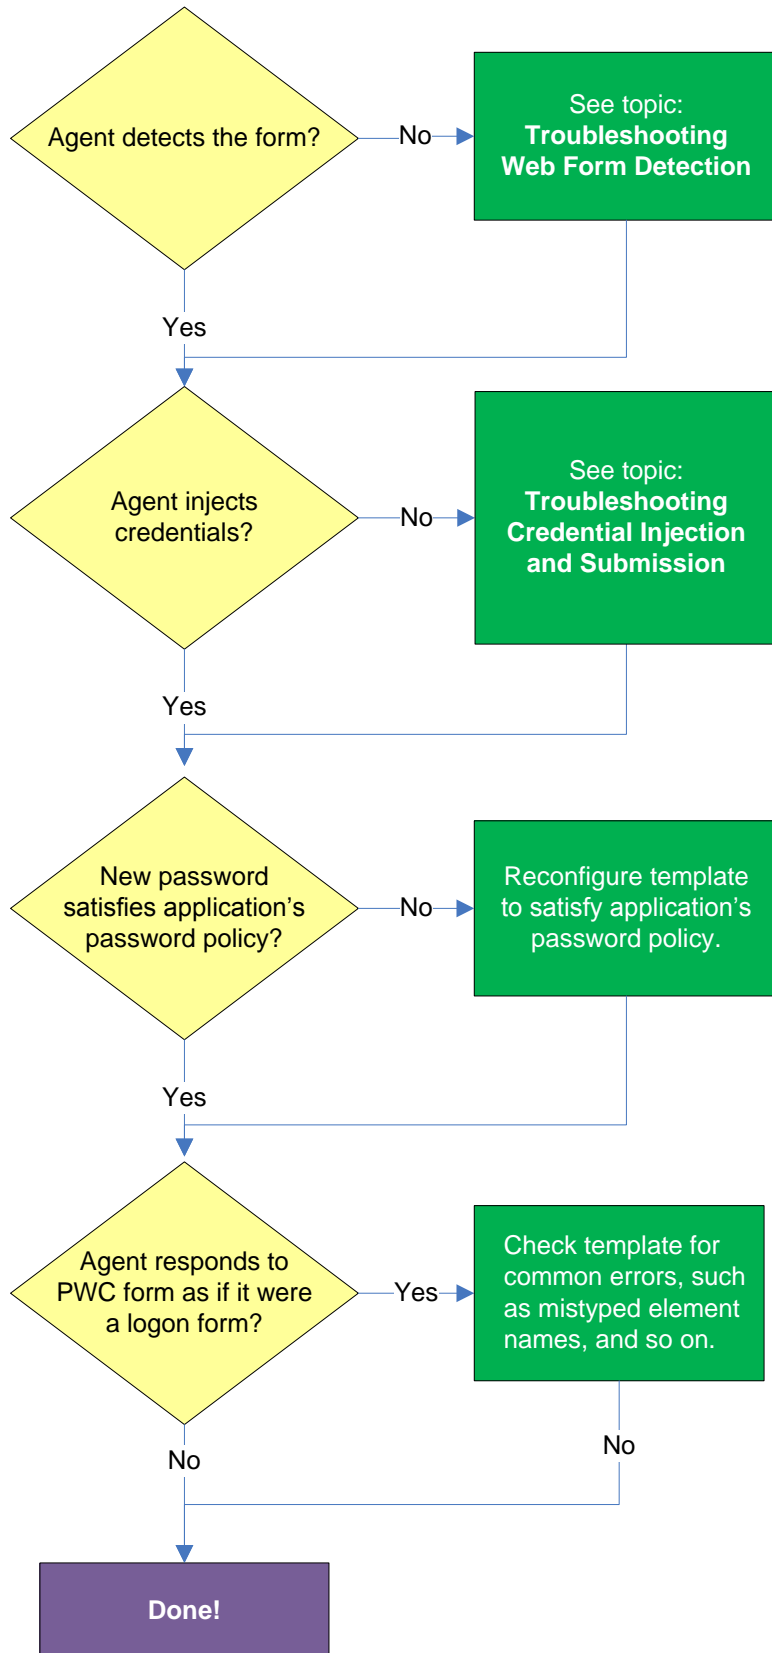 Agent detects the form?
No
See topic:
Troubleshooting
Web Form Detection
Yes
Agent injects
credentials?
No
See topic:
Troubleshooting
Credential Injection
and Submission
Yes
New password
satisfies application’s
password policy?
No
Reconfigure template
to satisfy application’s
password policy.
Yes
Agent responds to
PWC form as if it were
a logon form?
Yes
Check template for
common errors, such
as mistyped element
names, and so on.
No
No
Done!